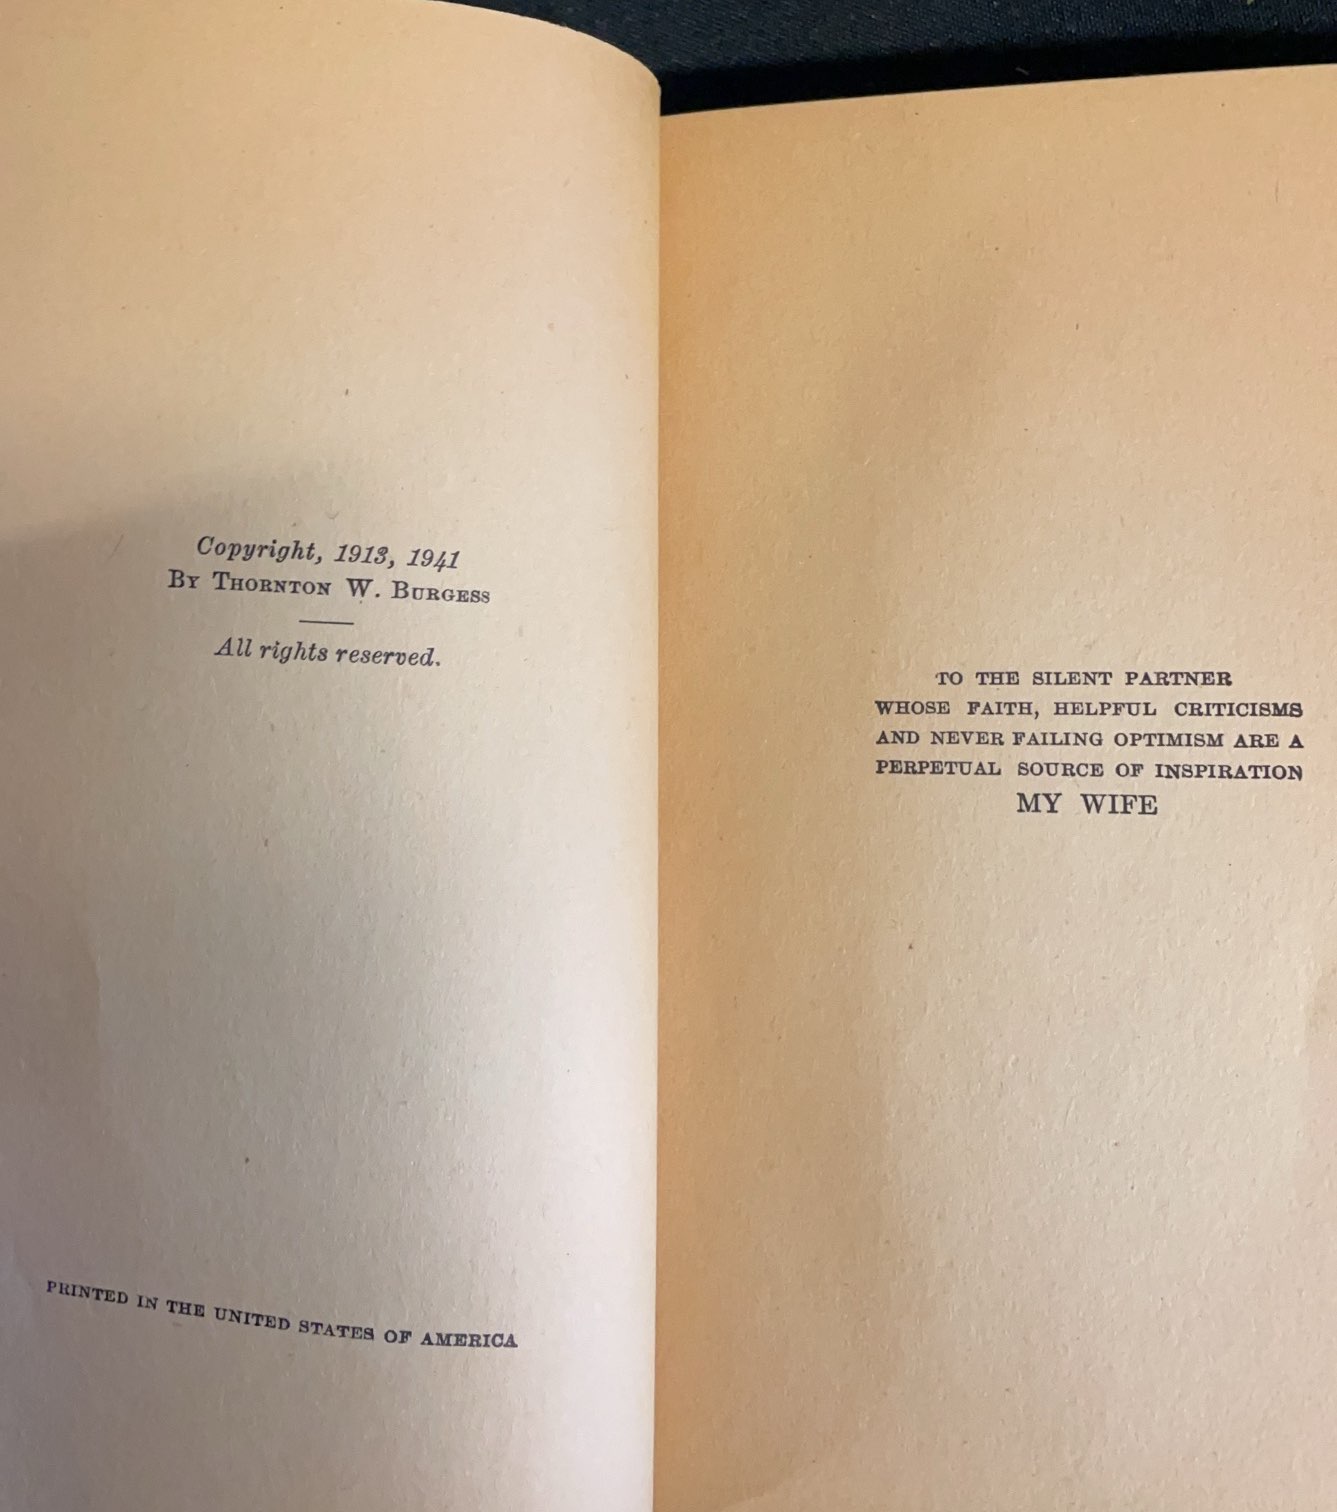 Copyright, 1913, 1941
By Thornton W. Burgess
All rights reserved.
PRINTED IN THE UNITED STATES OF AMERICA
TO THE SILENT PARTNER
WHOSE FAITH, HELPFUL CRITICISMS
AND NEVER FAILING OPTIMISM ARE A
PERPETUAL SOURCE OF INSPIRATION
MY WIFE